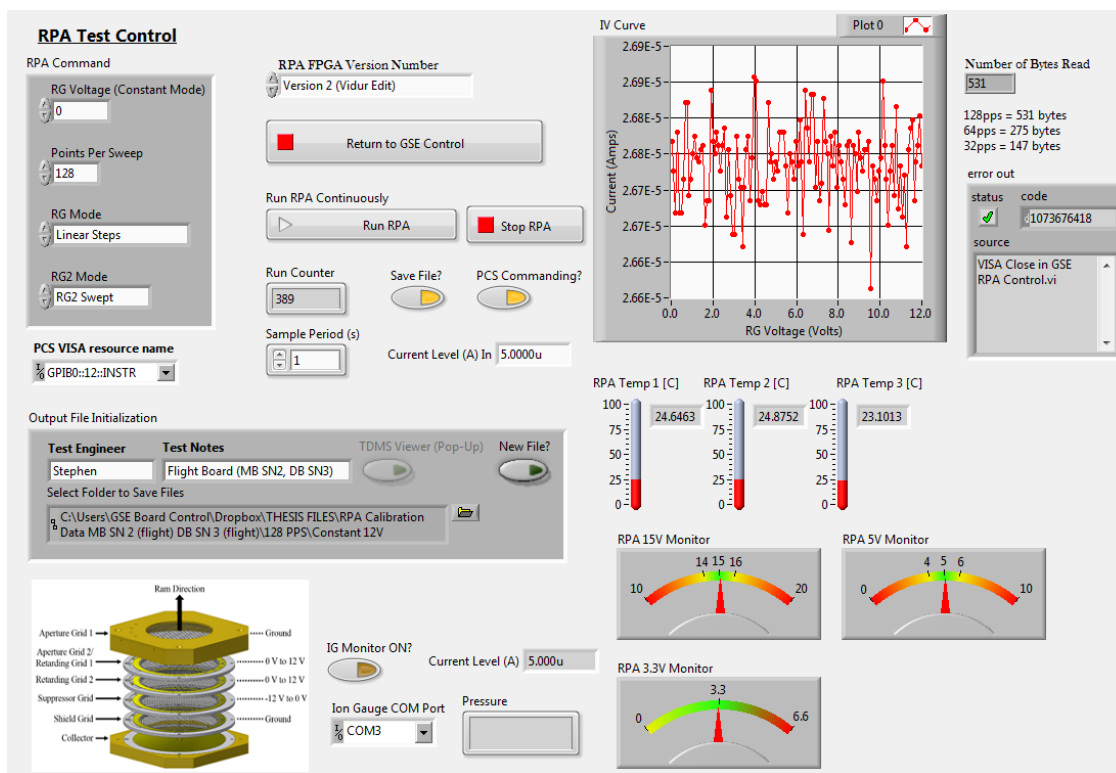 RPA Test Control
RPA Command
RG Voltage (Constant Mode)
0
Points Per Sweep
128
RG Mode
Linear Steps
RG2 Mode
RG2 Swept
PCS VISA resource name
GPIB0::12::INSTR
RPA FPGA Version Number
Version 2 (Vidur Edit)
Return to GSE Control
Run RPA Continuously
Run RPA
Stop RPA
Run Counter
389
Save File?
PCS Commanding?
Sample Period (s)
1
Current Level (A) In
5.0000u
IV Curve
Plot 0
2.69E-5
2.69E-5
2.68E-5
2.68E-5
2.67E-5
2.67E-5
2.66E-5
2.66E-5
Current (Amps)
0.0 2.0 4.0 6.0 8.0 10.0 12.0
RG Voltage (Volts)
Number of Bytes Read
531
128pps = 531 bytes
64pps = 275 bytes
32pps = 147 bytes
error out
status
code
1073676418
source
VISA Close in GSE
RPA Control.vi
Output File Initialization
Test Engineer
Stephen
Test Notes
Flight Board (MB SN2, DB SN3)
TDMS Viewer (Pop-Up)
New File?
Select Folder to Save Files
C:\Users\GSE Board Control\Dropbox\THESIS FILES\RPA Calibration
Data MB SN 2 (flight) DB SN 3 (flight)\128 PPS\Constant 12V
RPA Temp 1 [C]
100
75
50
25
0
24.6463
RPA Temp 2 [C]
100
75
50
25
0
24.8752
RPA Temp 3 [C]
100
75
50
25
0
23.1013
RPA 15V Monitor
10 14 15 16 20
RPA 5V Monitor
0 4 5 6 10
RPA 3.3V Monitor
0 3.3 6.6
Ram Direction
Aperture Grid 1
Ground
Aperture Grid 2/
Retarding Grid 1
0 V to 12 V
Retarding Grid 2
0 V to 12 V
Suppressor Grid
-12 V to 0 V
Shield Grid
Ground
Collector
IG Monitor ON?
Current Level (A)
5.000u
Ion Gauge COM Port
COM3
Pressure